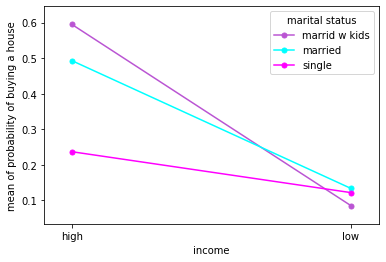 marital status
marrid w kids
married
single
mean of probability of buying a house
0.6
0.5
0.4
0.3
0.2
0.1
high
low
income